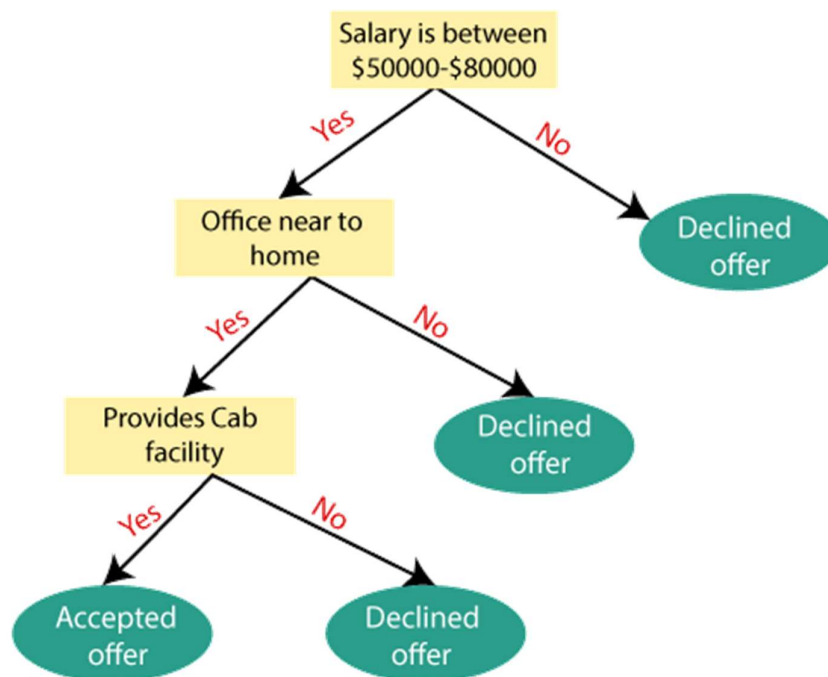 Salary is between
$50000-$80000
Yes
No
Office near to
home
Declined
offer
Yes
No
Provides Cab
facility
Declined
offer
Yes
No
Accepted
offer
Declined
offer